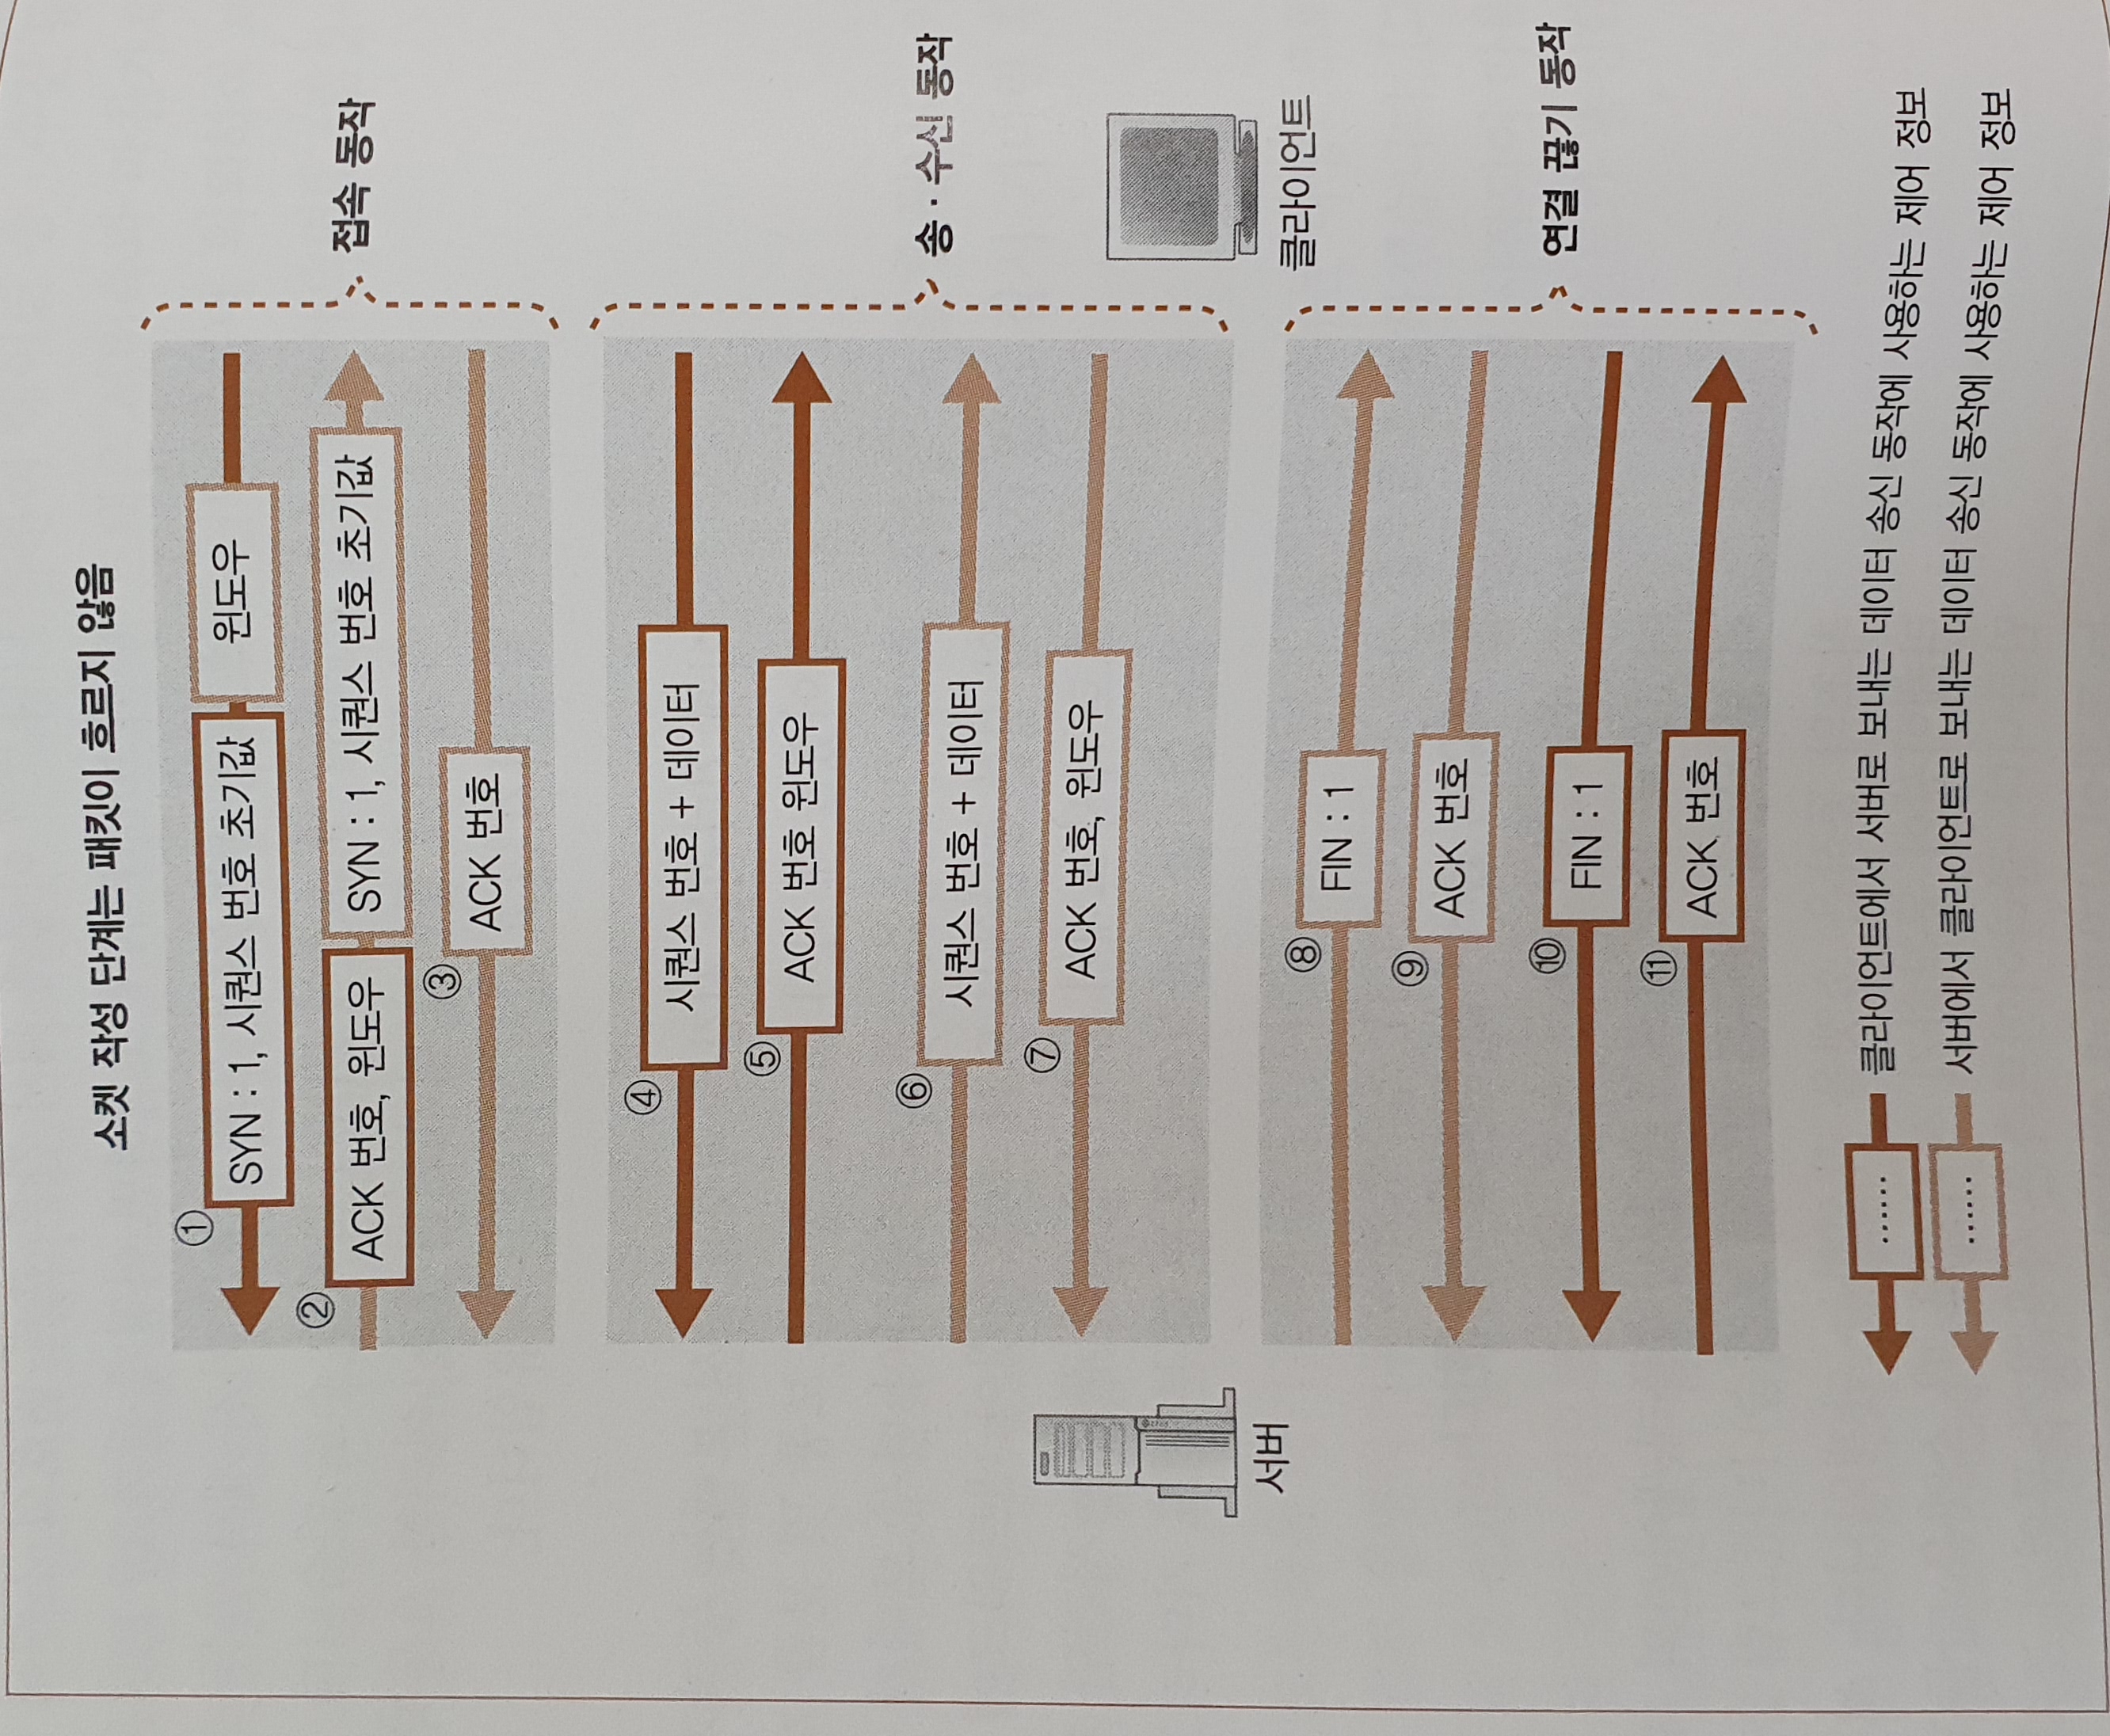 소켓 작성 단계는 패킷이 흐르지 않음
① SYN : 1, 시퀀스 번호 초기값 윈도우
② ACK 번호, 윈도우 SYN : 1, 시퀀스 번호 초기값
접속 동작
③ ACK 번호
④ 시퀀스 번호 + 데이터
⑤ ACK 번호 윈도우
⑥ 시퀀스 번호 + 데이터
송 · 수신 동작
⑦ ACK 번호, 윈도우
서버
클라이언트
⑧ FIN : 1
⑨ ACK 번호
⑩ FIN : 1
연결 끊기 동작
⑪ ACK 번호
...... 클라이언트에서 서버로 보내는 데이터 송신 동작에 사용하는 제어 정보
...... 서버에서 클라이언트로 보내는 데이터 송신 동작에 사용하는 제어 정보